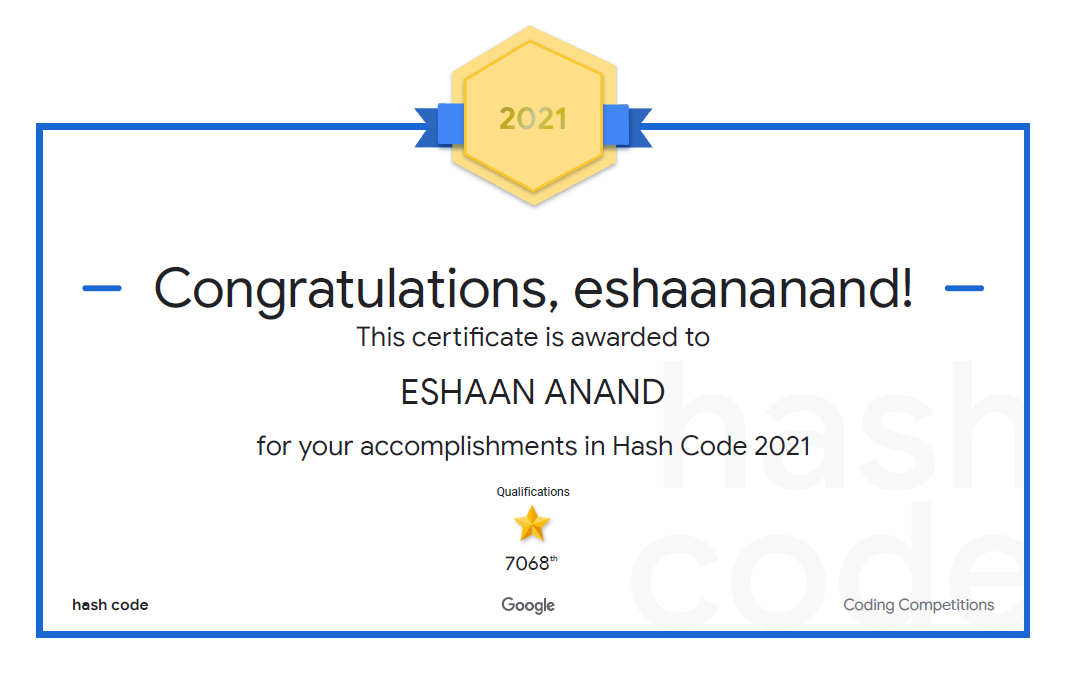 2021
Congratulations, eshaananand!
This certificate is awarded to
ESHAAN ANAND
for your accomplishments in Hash Code 2021
Qualifications
7068th
hash code
Google
Coding Competitions
hash
code